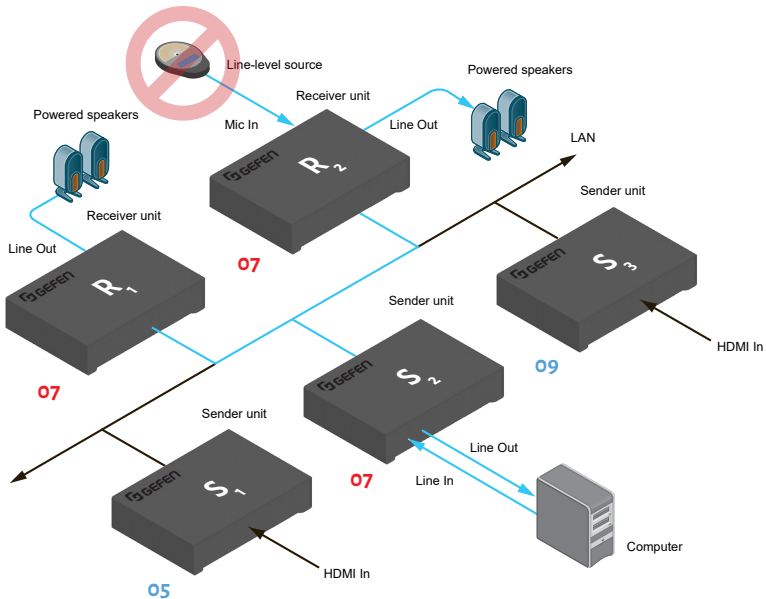 Line-level source
Powered speakers
Receiver unit
Powered speakers
Mic In
Line Out
LAN
GEFEN
R 2
Sender unit
Receiver unit
Line Out
07
GEFEN
S 3
GEFEN
R 1
Sender unit
HDMI In
09
GEFEN
S 2
07
Sender unit
Line Out
Line In
07
GEFEN
S 1
Computer
HDMI In
05